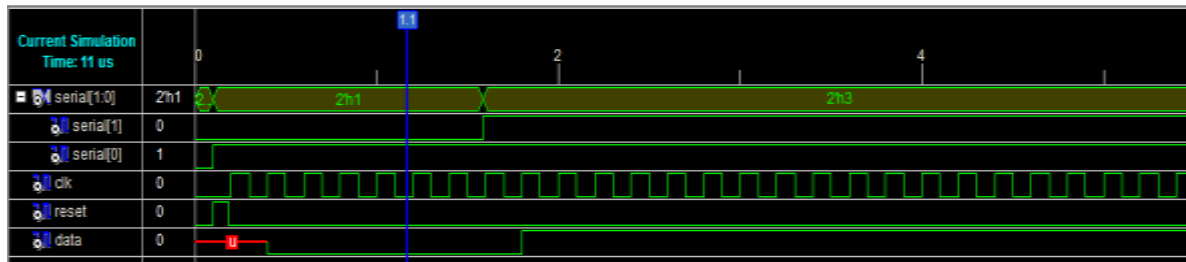 1.1
Current Simulation
Time: 11 us
0
2
4
serial[1:0] 2'h1 2... 2'h1 2'h3
serial[1] 0
serial[0] 1
clk 0
reset 0
data 0 u